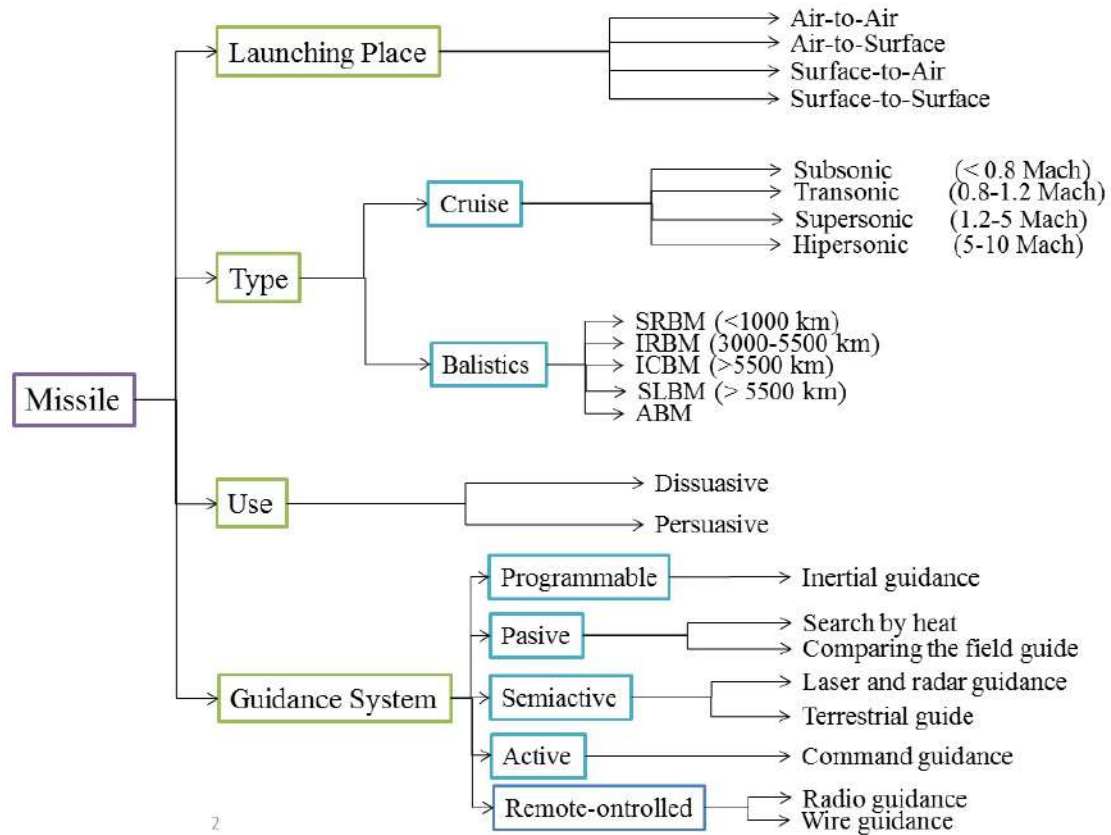 Missile
Launching Place
Air-to-Air
Air-to-Surface
Surface-to-Air
Surface-to-Surface
Type
Cruise
Subsonic (< 0.8 Mach)
Transonic (0.8-1.2 Mach)
Supersonic (1.2-5 Mach)
Hipersonic (5-10 Mach)
Balistics
SRBM (<1000 km)
IRBM (3000-5500 km)
ICBM (>5500 km)
SLBM (> 5500 km)
ABM
Use
Dissuasive
Persuasive
Guidance System
Programmable
Inertial guidance
Pasive
Search by heat
Comparing the field guide
Semiactive
Laser and radar guidance
Terrestrial guide
Active
Command guidance
Remote-ontrolled
Radio guidance
Wire guidance
2